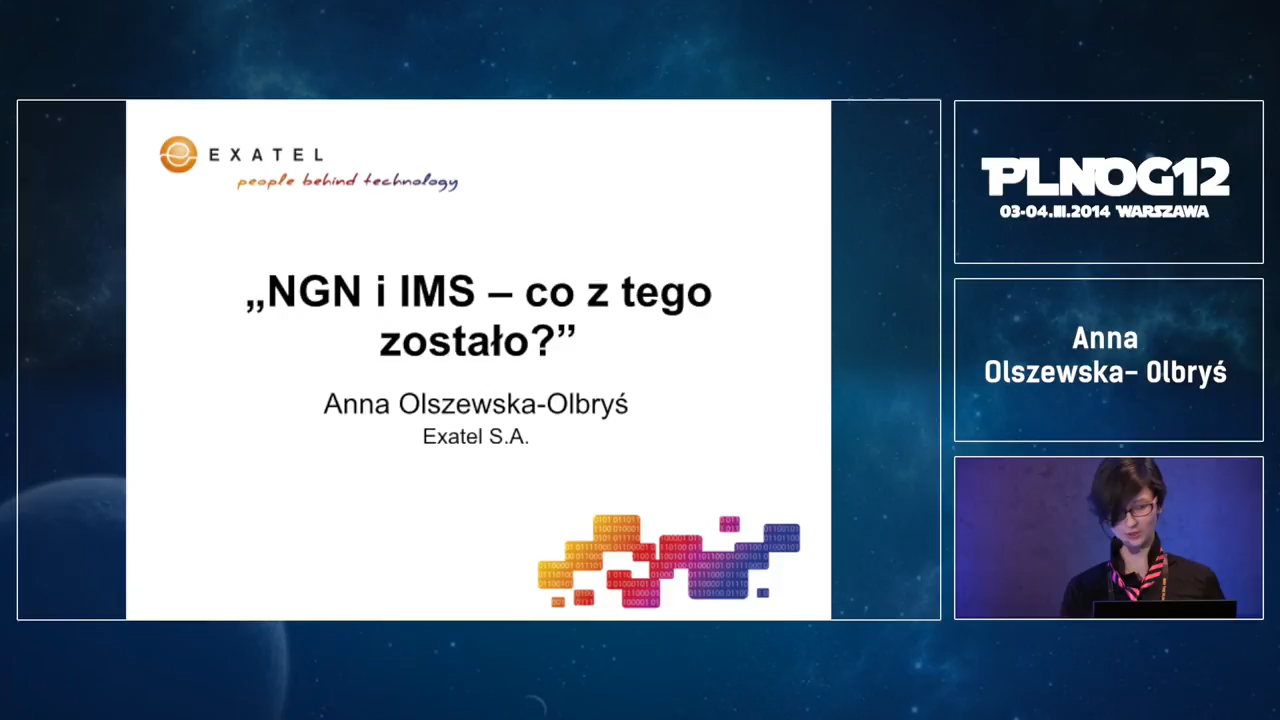 EXATEL
people behind technology
„NGN i IMS – co z tego
zostało?”
Anna Olszewska-Olbryś
Exatel S.A.
PLNOG12
03-04.III.2014 WARSZAWA
Anna
Olszewska- Olbryś